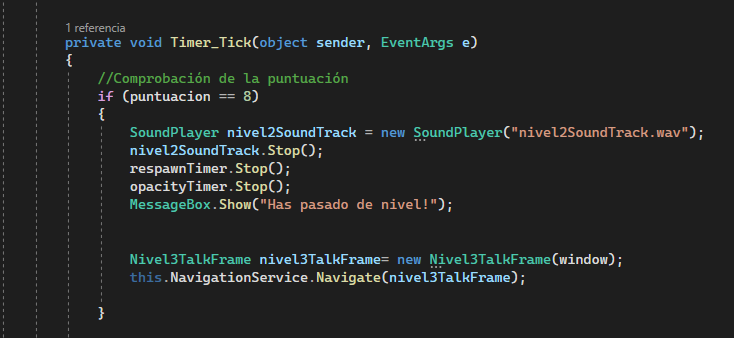 1 referencia
private void Timer_Tick(object sender, EventArgs e)
{
//Comprobación de la puntuación
if (puntuacion == 8)
{
SoundPlayer nivel2SoundTrack = new SoundPlayer("nivel2SoundTrack.wav");
nivel2SoundTrack.Stop();
respawnTimer.Stop();
opacityTimer.Stop();
MessageBox.Show("Has pasado de nivel!");
Nivel3TalkFrame nivel3TalkFrame= new Nivel3TalkFrame(window);
this.NavigationService.Navigate(nivel3TalkFrame);
}